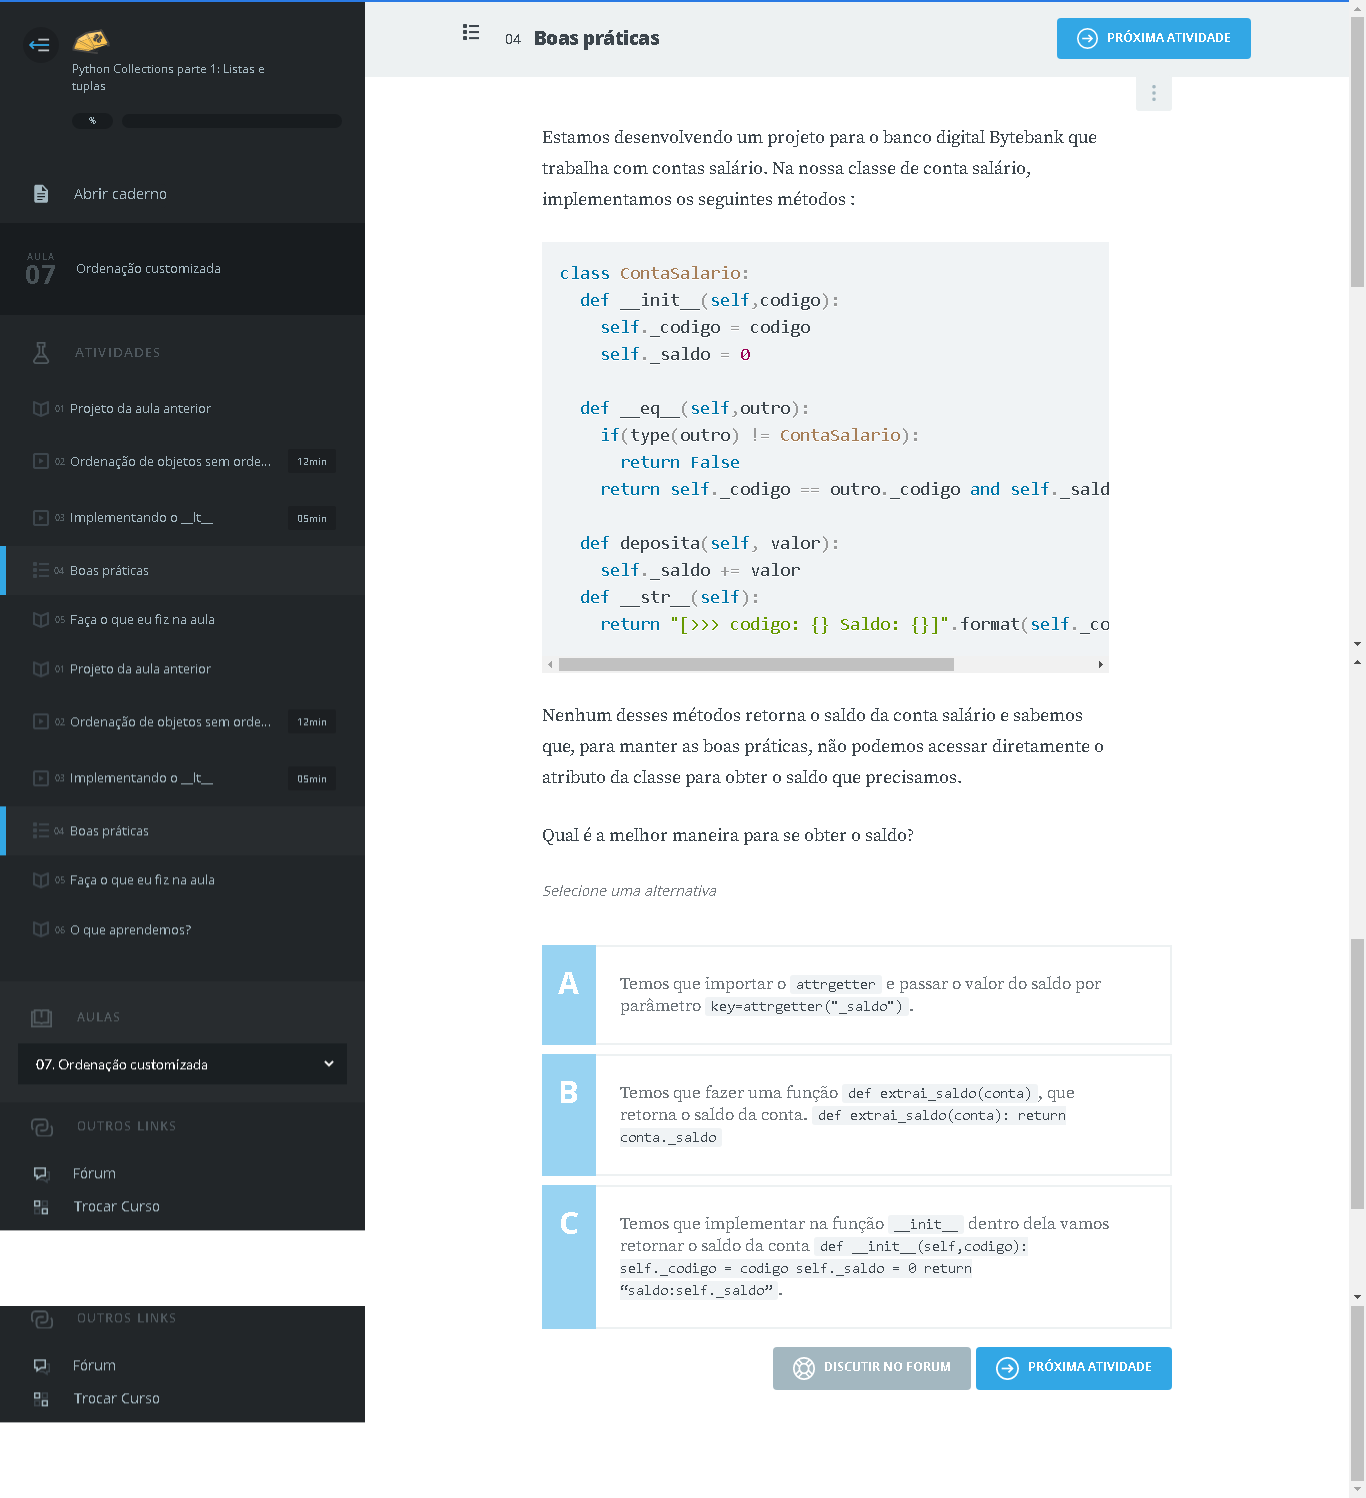 Python Collections parte 1: Listas e
tuplas
%
Abrir caderno
AULA
07
Ordenação customizada
ATIVIDADES
01 Projeto da aula anterior
02 Ordenação de objetos sem orde... 12min
03 Implementando o __lt__ 05min
04 Boas práticas
05 Faça o que eu fiz na aula
01 Projeto da aula anterior
02 Ordenação de objetos sem orde... 12min
03 Implementando o __lt__ 05min
04 Boas práticas
05 Faça o que eu fiz na aula
06 O que aprendemos?
AULAS
07. Ordenação customizada
OUTROS LINKS
Fórum
Trocar Curso
OUTROS LINKS
Fórum
Trocar Curso
04 Boas práticas
PRÓXIMA ATIVIDADE
Estamos desenvolvendo um projeto para o banco digital Bytebank que
trabalha com contas salário. Na nossa classe de conta salário,
implementamos os seguintes métodos :
class ContaSalario:
def __init__(self,codigo):
self._codigo = codigo
self._saldo = 0
def __eq__(self,outro):
if(type(outro) != ContaSalario):
return False
return self._codigo == outro._codigo and self._sald
def deposita(self, valor):
self._saldo += valor
def __str__(self):
return "[>>> codigo: {} Saldo: {}]".format(self._co
Nenhum desses métodos retorna o saldo da conta salário e sabemos
que, para manter as boas práticas, não podemos acessar diretamente o
atributo da classe para obter o saldo que precisamos.
Qual é a melhor maneira para se obter o saldo?
Selecione uma alternativa
A
Temos que importar o attrgetter e passar o valor do saldo por
parâmetro key=attrgetter("_saldo") .
B
Temos que fazer uma função def extrai_saldo(conta) , que
retorna o saldo da conta. def extrai_saldo(conta): return
conta._saldo
C
Temos que implementar na função __init__ dentro dela vamos
retornar o saldo da conta def __init__(self,codigo):
self._codigo = codigo self._saldo = 0 return
“saldo:self._saldo” .
DISCUTIR NO FORUM
PRÓXIMA ATIVIDADE